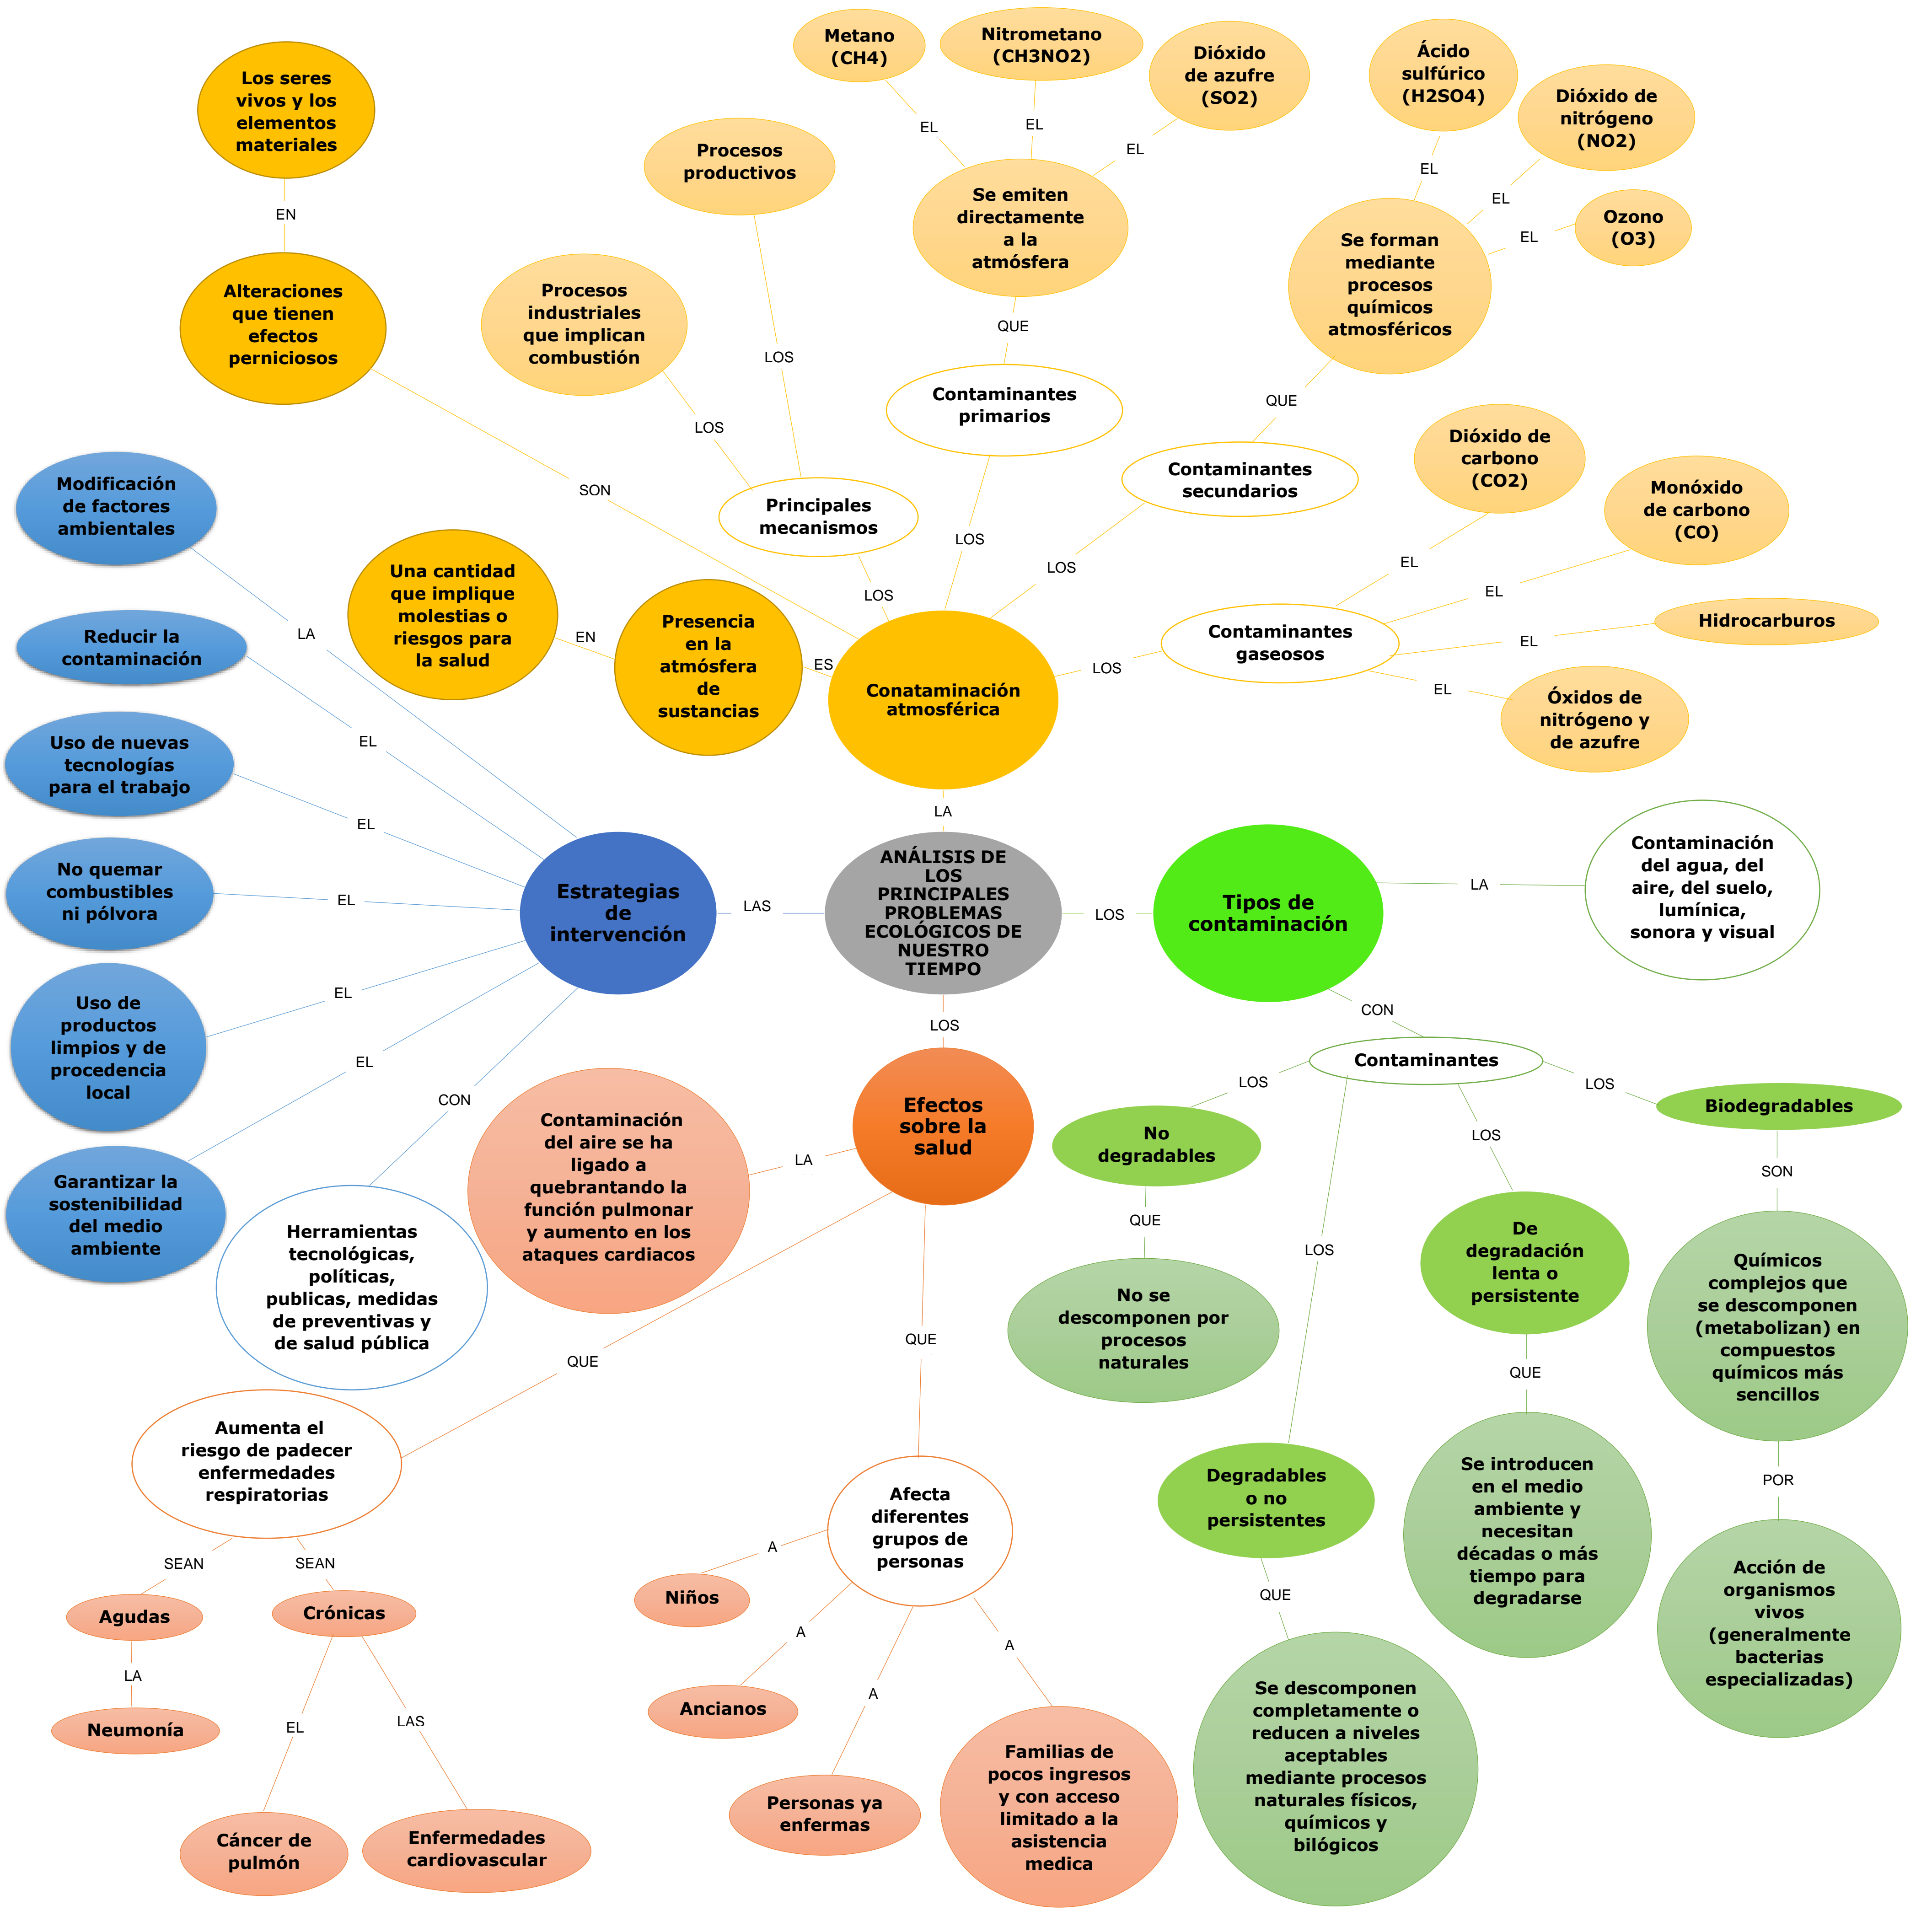 Metano
(CH4)
Nitrometano
(CH3NO2)
Dióxido
de azufre
(SO2)
Ácido
sulfúrico
(H2SO4)
Dióxido de
nitrógeno
(NO2)
Ozono
(O3)
EL
EL
EL
EL
EL
EL
Los seres
vivos y los
elementos
materiales
EN
Alteraciones
que tienen
efectos
perniciosos
SON
Procesos
productivos
LOS
Procesos
industriales
que implican
combustión
LOS
Principales
mecanismos
LOS
Se emiten
directamente
a la
atmósfera
QUE
Contaminantes
primarios
LOS
Se forman
mediante
procesos
químicos
atmosféricos
QUE
Contaminantes
secundarios
LOS
Dióxido de
carbono
(CO2)
EL
Monóxido
de carbono
(CO)
EL
Hidrocarburos
EL
Óxidos de
nitrógeno y
de azufre
EL
Contaminantes
gaseosos
LOS
Una cantidad
que implique
molestias o
riesgos para
la salud
EN
Presencia
en la
atmósfera
de
sustancias
ES
Conataminación
atmosférica
LA
Modificación
de factores
ambientales
LA
Reducir la
contaminación
EL
Uso de nuevas
tecnologías
para el trabajo
EL
No quemar
combustibles
ni pólvora
EL
Uso de
productos
limpios y de
procedencia
local
EL
Garantizar la
sostenibilidad
del medio
ambiente
EL
Estrategias
de
intervención
LAS
CON
Herramientas
tecnológicas,
políticas,
publicas, medidas
de preventivas y
de salud pública
ANÁLISIS DE
LOS
PRINCIPALES
PROBLEMAS
ECOLÓGICOS DE
NUESTRO
TIEMPO
LOS
Tipos de
contaminación
LA
Contaminación
del agua, del
aire, del suelo,
lumínica,
sonora y visual
CON
Contaminantes
LOS
No
degradables
QUE
No se
descomponen por
procesos
naturales
LOS
Degradables
o no
persistentes
QUE
Se descomponen
completamente o
reducen a niveles
aceptables
mediante procesos
naturales físicos,
químicos y
bilógicos
LOS
De
degradación
lenta o
persistente
QUE
Se introducen
en el medio
ambiente y
necesitan
décadas o más
tiempo para
degradarse
LOS
Biodegradables
SON
Químicos
complejos que
se descomponen
(metabolizan) en
compuestos
químicos más
sencillos
POR
Acción de
organismos
vivos
(generalmente
bacterias
especializadas)
LOS
Efectos
sobre la
salud
LA
Contaminación
del aire se ha
ligado a
quebrantando la
función pulmonar
y aumento en los
ataques cardiacos
QUE
Aumenta el
riesgo de padecer
enfermedades
respiratorias
SEAN
SEAN
Agudas
LA
Neumonía
Crónicas
EL
LAS
Cáncer de
pulmón
Enfermedades
cardiovascular
QUE
Afecta
diferentes
grupos de
personas
A
Niños
A
Ancianos
A
Personas ya
enfermas
A
Familias de
pocos ingresos
y con acceso
limitado a la
asistencia
medica